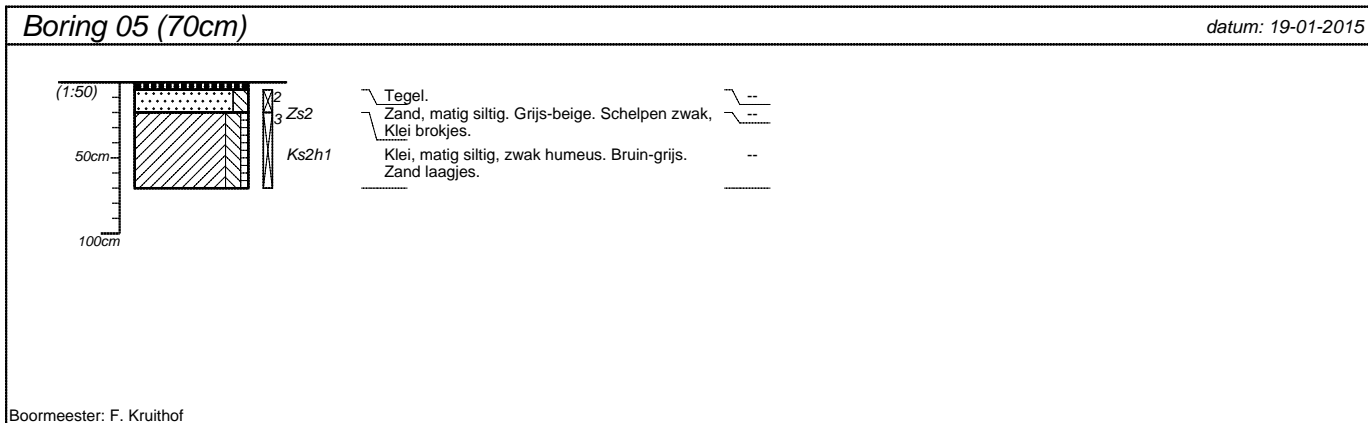 Boring 05 (70cm)
datum: 19-01-2015
(1:50)
2
Tegel.
--
3
Zs2
Zand, matig siltig. Grijs-beige. Schelpen zwak,
Klei brokjes.
--
50cm
Ks2h1
Klei, matig siltig, zwak humeus. Bruin-grijs.
Zand laagjes.
--
100cm
Boormeester: F. Kruithof